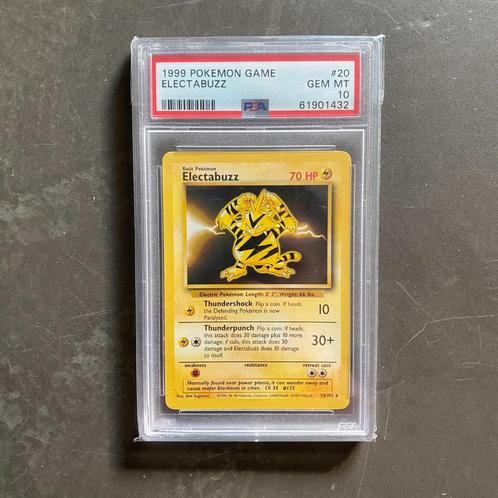 1999 POKEMON GAME #20
ELECTABUZZ GEM MT
10
PSA 61901432
Basic Pokémon
Electabuzz 70 HP
Electric Pokémon. Length: 3' 7", Weight: 66 lbs.
Thundershock Flip a coin. If heads,
the Defending Pokémon is now
Paralyzed.
10
Thunderpunch Flip a coin. If heads,
this attack does 30 damage plus 10 more
damage; if tails, this attack does 30 damage
and Electabuzz does 10 damage
to itself.
30+
weakness resistance retreat cost
Normally found near power plants, it can wander away and
cause major blackouts in cities. LV. 35 #125